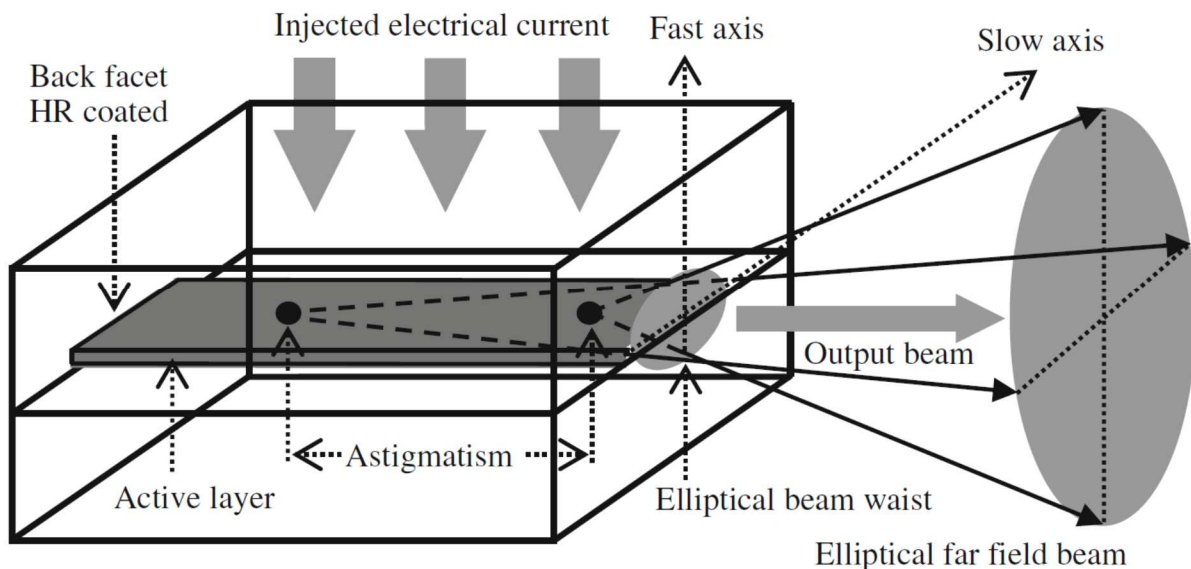 Injected electrical current
Fast axis
Slow axis
Back facet
HR coated
Output beam
Astigmatism
Active layer
Elliptical beam waist
Elliptical far field beam